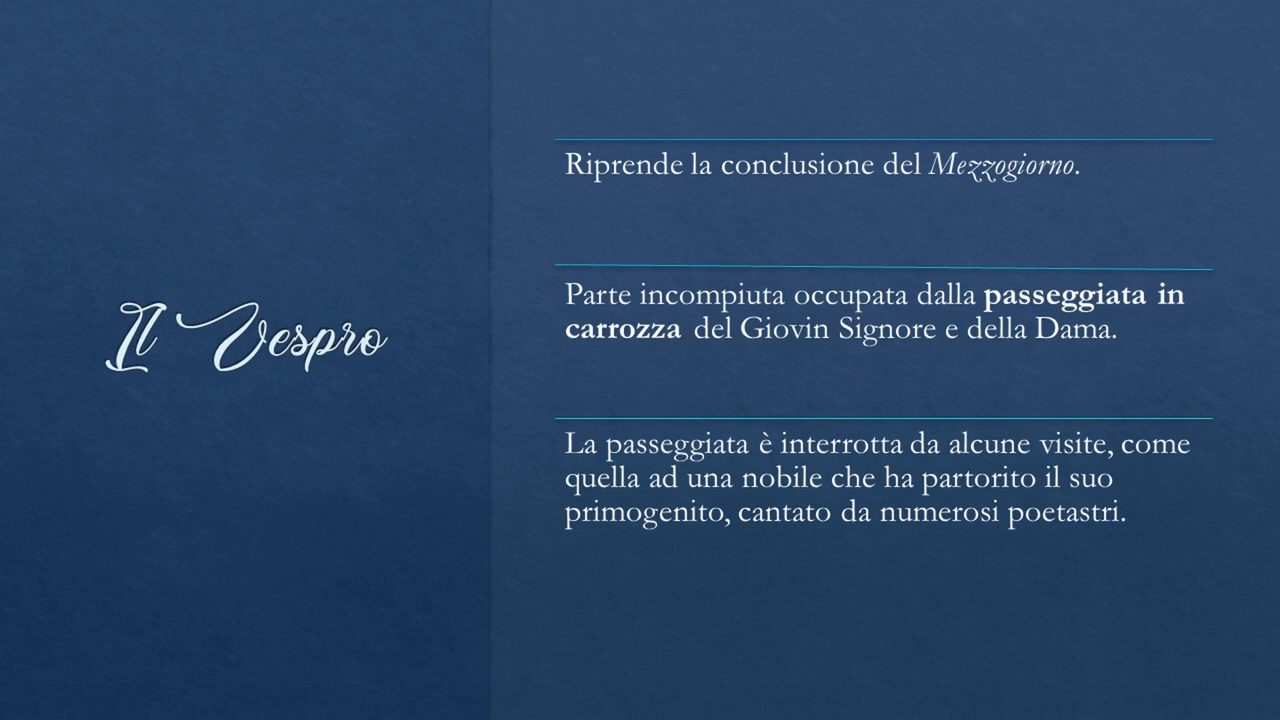 Il Vespro
Riprende la conclusione del Mezzogiorno.
Parte incompiuta occupata dalla passeggiata in
carrozza del Giovin Signore e della Dama.
La passeggiata è interrotta da alcune visite, come
quella ad una nobile che ha partorito il suo
primogenito, cantato da numerosi poetastri.